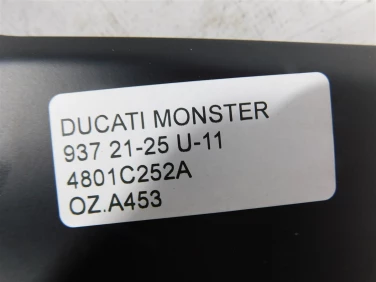 DUCATI MONSTER
937 21-25 U-11
4801C252A
OZ.A453